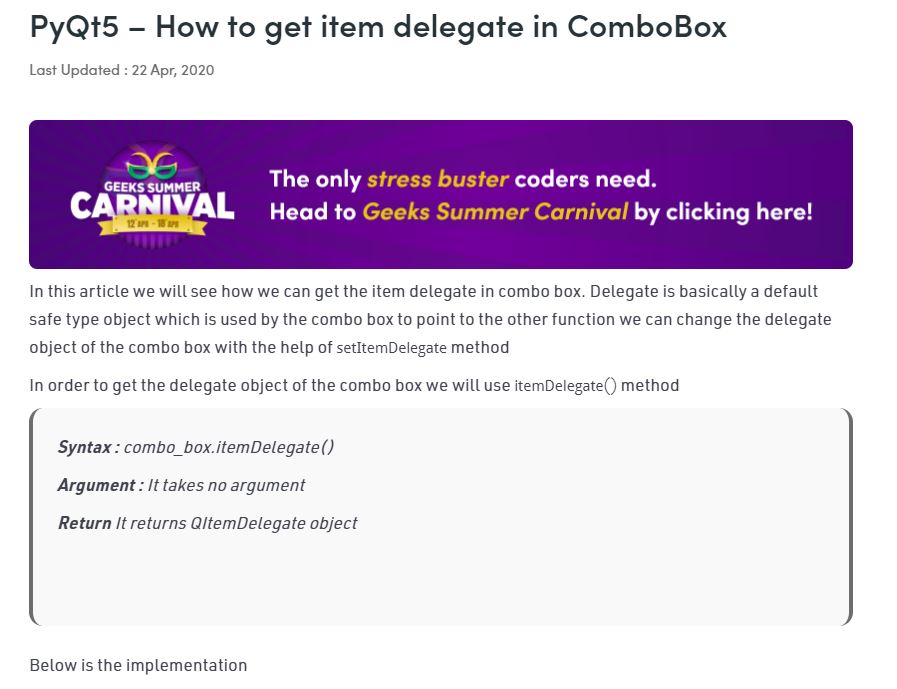 PyQt5 – How to get item delegate in ComboBox
Last Updated : 22 Apr, 2020
GEEKS SUMMER
CARNIVAL
12 APR - 18 APR
The only stress buster coders need.
Head to Geeks Summer Carnival by clicking here!
In this article we will see how we can get the item delegate in combo box. Delegate is basically a default
safe type object which is used by the combo box to point to the other function we can change the delegate
object of the combo box with the help of setItemDelegate method
In order to get the delegate object of the combo box we will use itemDelegate() method
Syntax : combo_box.itemDelegate()
Argument : It takes no argument
Return It returns QItemDelegate object
Below is the implementation